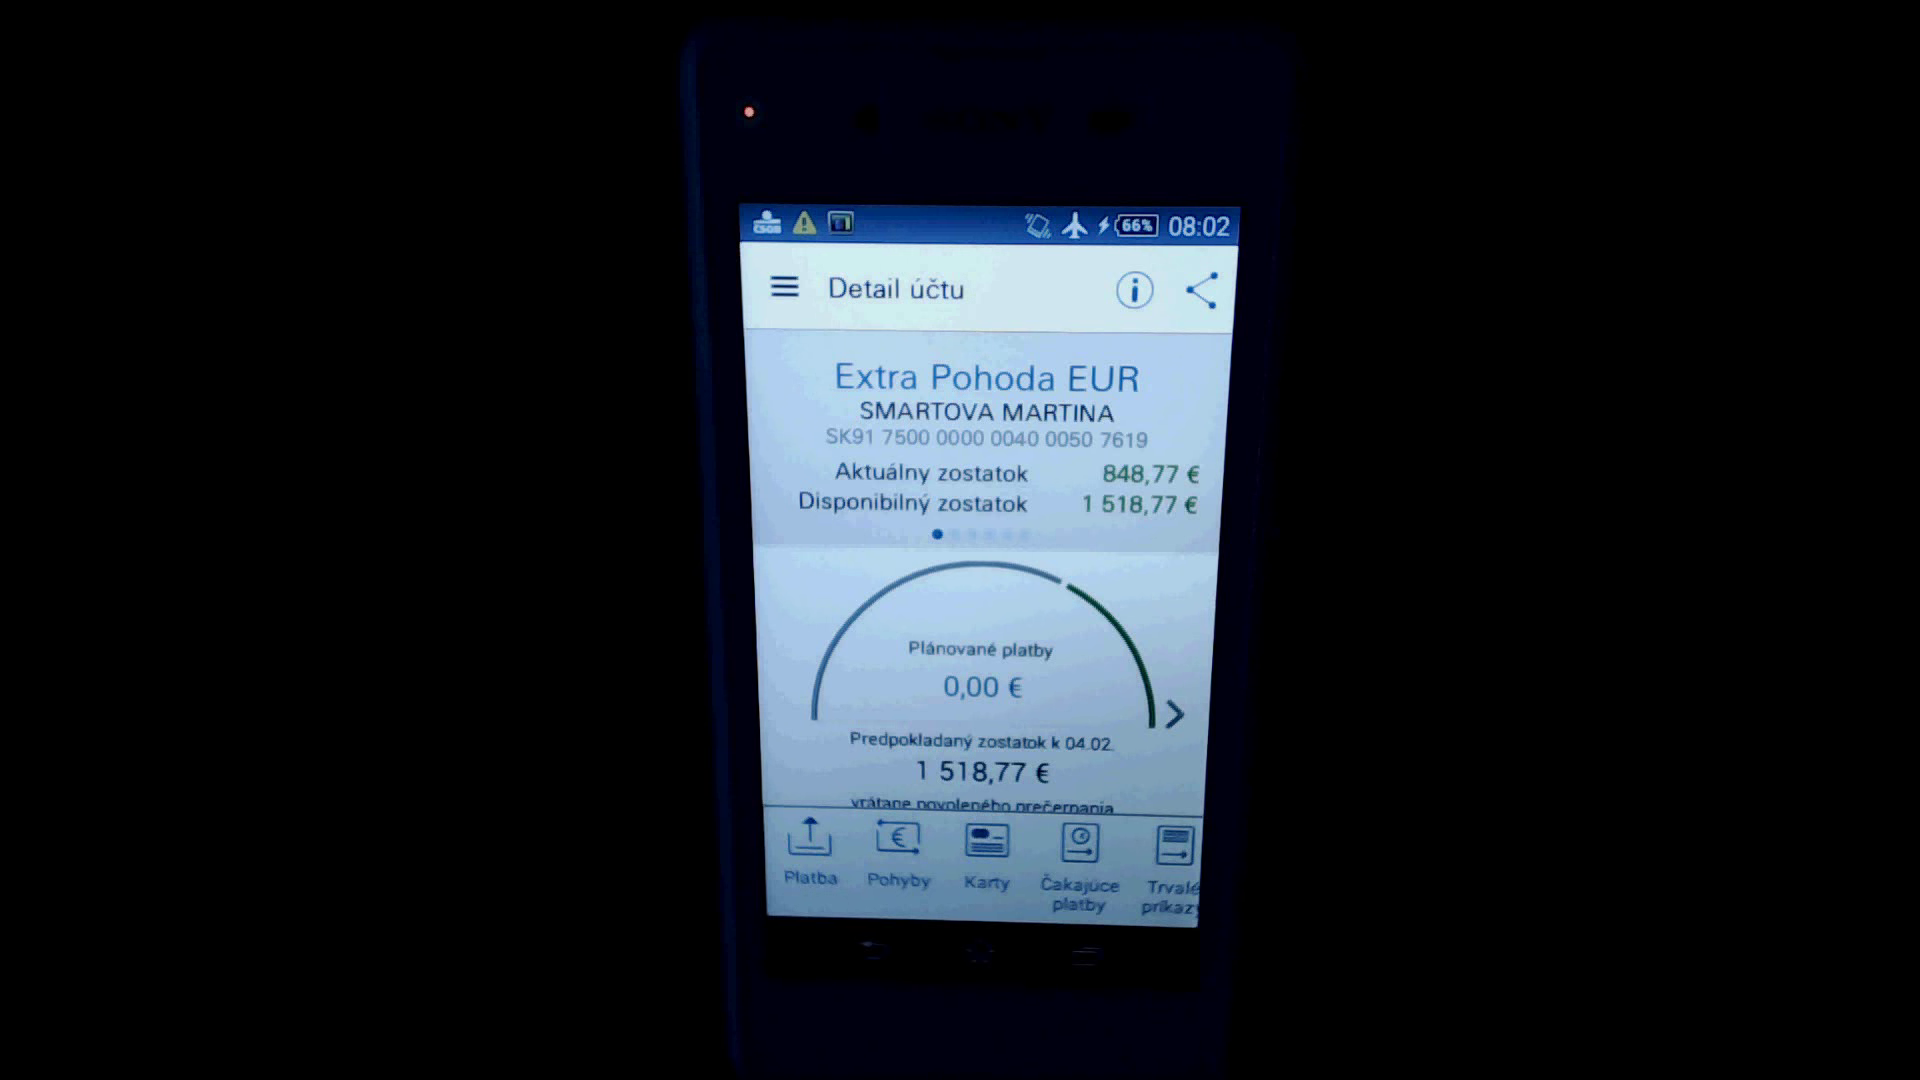 ČSOB
66% 08:02
Detail účtu
Extra Pohoda EUR
SMARTOVA MARTINA
SK91 7500 0000 0040 0050 7619
Aktuálny zostatok 848,77 €
Disponibilný zostatok 1 518,77 €
Plánované platby
0,00 €
Predpokladaný zostatok k 04.02.
1 518,77 €
vrátane povoleného prečerpania
Platba Pohyby Karty Čakajúce platby Trvalé príkazy